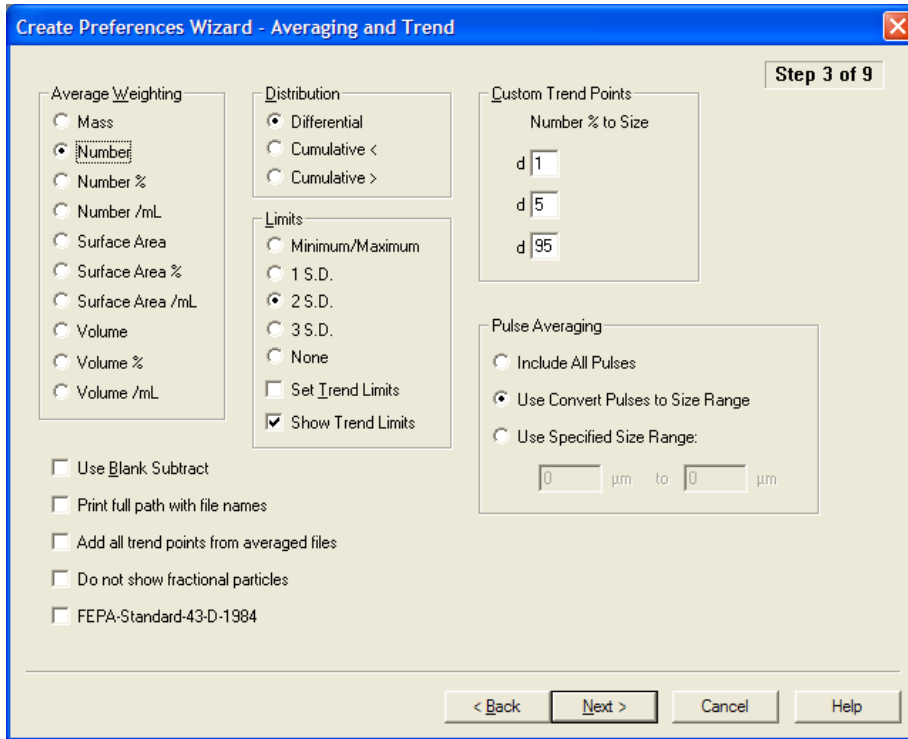 Create Preferences Wizard - Averaging and Trend
Step 3 of 9
Average Weighting
Mass
Number
Number %
Number /mL
Surface Area
Surface Area %
Surface Area /mL
Volume
Volume %
Volume /mL
Distribution
Differential
Cumulative <
Cumulative >
Limits
Minimum/Maximum
1 S.D.
2 S.D.
3 S.D.
None
Set Trend Limits
Show Trend Limits
Custom Trend Points
Number % to Size
d 1
d 5
d 95
Pulse Averaging
Include All Pulses
Use Convert Pulses to Size Range
Use Specified Size Range:
0 µm to 0 µm
Use Blank Subtract
Print full path with file names
Add all trend points from averaged files
Do not show fractional particles
FEPA-Standard-43-D-1984
< Back Next > Cancel Help